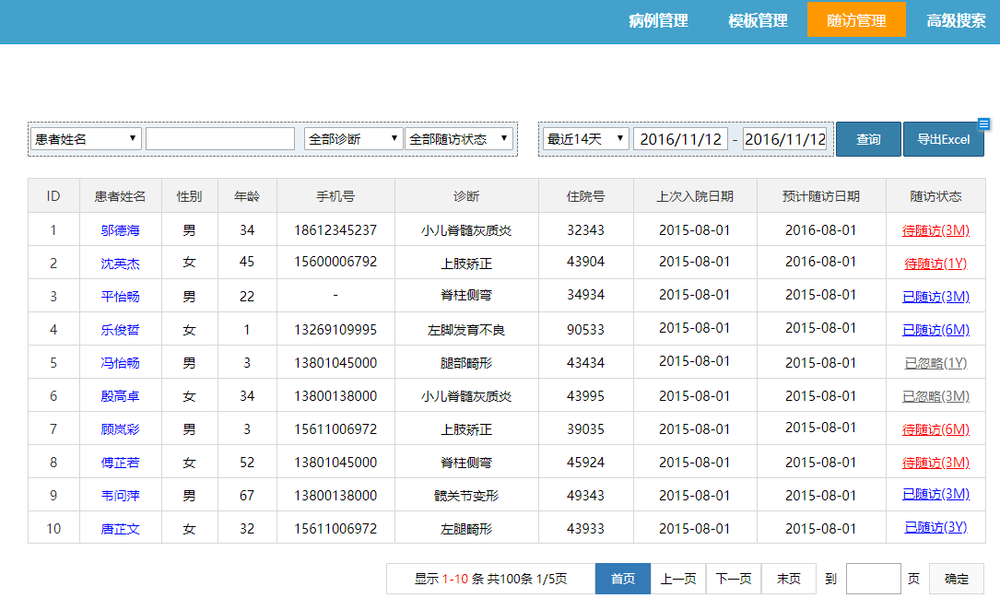 病例管理 模板管理 随访管理 高级搜索
患者姓名 全部诊断 全部随访状态 最近14天 2016/11/12 - 2016/11/12 查询 导出Excel
ID 患者姓名 性别 年龄 手机号 诊断 住院号 上次入院日期 预计随访日期 随访状态
1 邬德海 男 34 18612345237 小儿脊髓灰质炎 32343 2015-08-01 2016-08-01 待随访(3M)
2 沈英杰 女 45 15600006792 上肢矫正 43904 2015-08-01 2016-08-01 待随访(1Y)
3 平怡畅 男 22 - 脊柱侧弯 34934 2015-08-01 2015-08-01 已随访(3M)
4 乐俊哲 女 1 13269109995 左脚发育不良 90533 2015-08-01 2015-08-01 已随访(6M)
5 冯怡畅 男 3 13801045000 腿部畸形 43434 2015-08-01 2015-08-01 已忽略(1Y)
6 殷高卓 女 34 13800138000 小儿脊髓灰质炎 43995 2015-08-01 2015-08-01 已忽略(3M)
7 顾岚彩 男 3 15611006972 上肢矫正 39035 2015-08-01 2015-08-01 待随访(6M)
8 傅芷若 女 52 13801045000 脊柱侧弯 45924 2015-08-01 2015-08-01 待随访(3M)
9 韦问萍 男 67 13800138000 髋关节变形 49343 2015-08-01 2015-08-01 已随访(3M)
10 唐芷文 女 32 15611006972 左腿畸形 43933 2015-08-01 2015-08-01 已随访(3Y)
显示 1-10 条 共100条 1/5页 首页 上一页 下一页 末页 到 页 确定